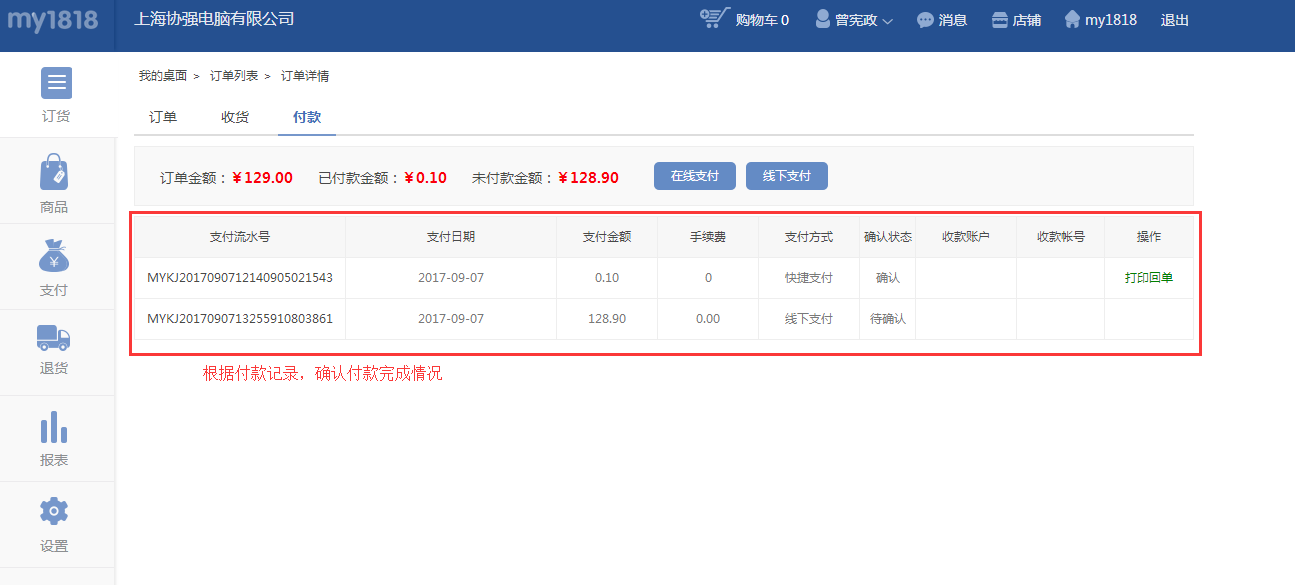 my1818
上海协强电脑有限公司
购物车 0
曾宪政
消息
店铺
my1818
退出
订货
商品
支付
退货
报表
设置
我的桌面 > 订单列表 > 订单详情
订单 收货 付款
订单金额：￥129.00 已付款金额：￥0.10 未付款金额：￥128.90 在线支付 线下支付
支付流水号 支付日期 支付金额 手续费 支付方式 确认状态 收款账户 收款帐号 操作
MYKJ2017090712140905021543 2017-09-07 0.10 0 快捷支付 确认 打印回单
MYKJ2017090713255910803861 2017-09-07 128.90 0.00 线下支付 待确认
根据付款记录，确认付款完成情况